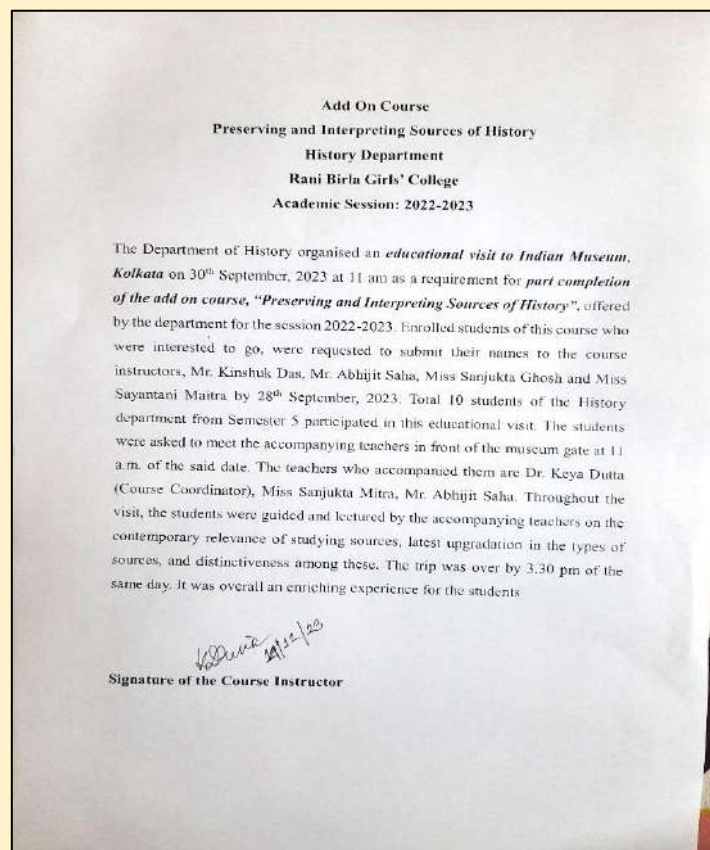 Add On Course
Preserving and Interpreting Sources of History
History Department
Rani Birla Girls' College
Academic Session: 2022-2023
The Department of History organised an educational visit to Indian Museum,
Kolkata on 30th September, 2023 at 11 am as a requirement for part completion
of the add on course, "Preserving and Interpreting Sources of History", offered
by the department for the session 2022-2023. Enrolled students of this course who
were interested to go, were requested to submit their names to the course
instructors, Mr. Kinshuk Das, Mr. Abhijit Saha, Miss Sanjukta Ghosh and Miss
Sayantani Maitra by 28th September, 2023. Total 10 students of the History
department from Semester 5 participated in this educational visit. The students
were asked to meet the accompanying teachers in front of the museum gate at 11
a.m. of the said date. The teachers who accompanied them are Dr. Keya Dutta
(Course Coordinator), Miss Sanjukta Mitra, Mr. Abhijit Saha. Throughout the
visit, the students were guided and lectured by the accompanying teachers on the
contemporary relevance of studying sources, latest upgradation in the types of
sources, and distinctiveness among these. The trip was over by 3.30 pm of the
same day. It was overall an enriching experience for the students
KDutta
Signature of the Course Instructor